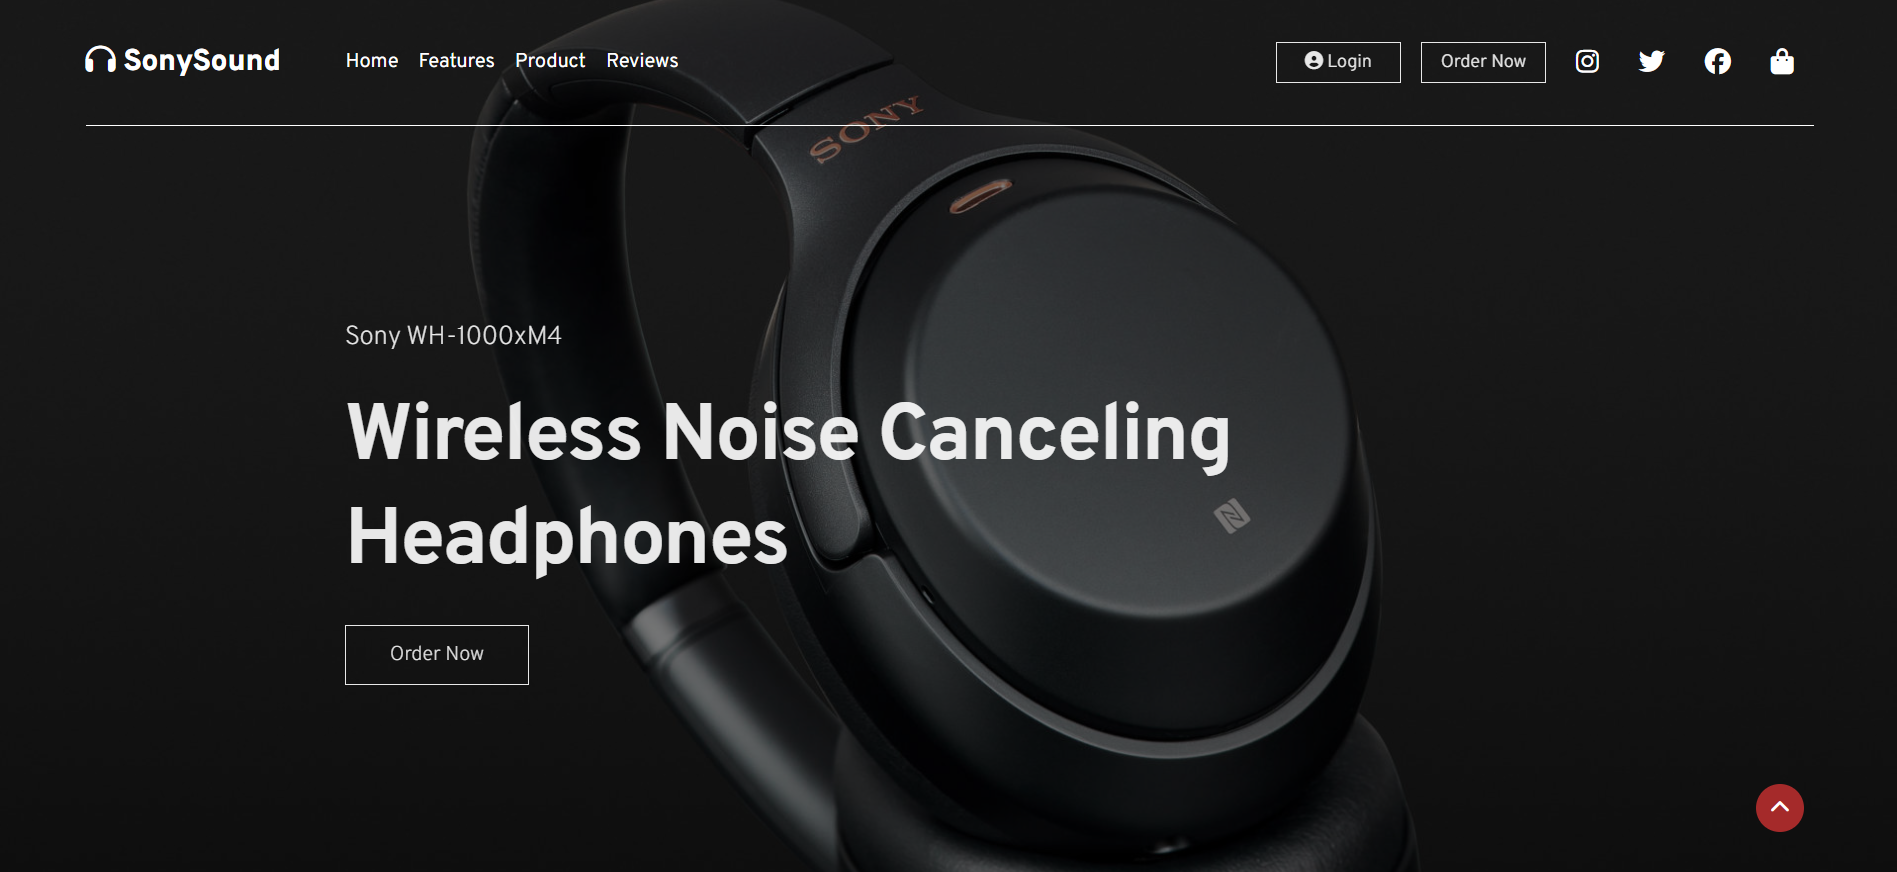 SonySound
Home Features Product Reviews
Login
Order Now
SONY
Sony WH-1000xM4
Wireless Noise Canceling
Headphones
Order Now